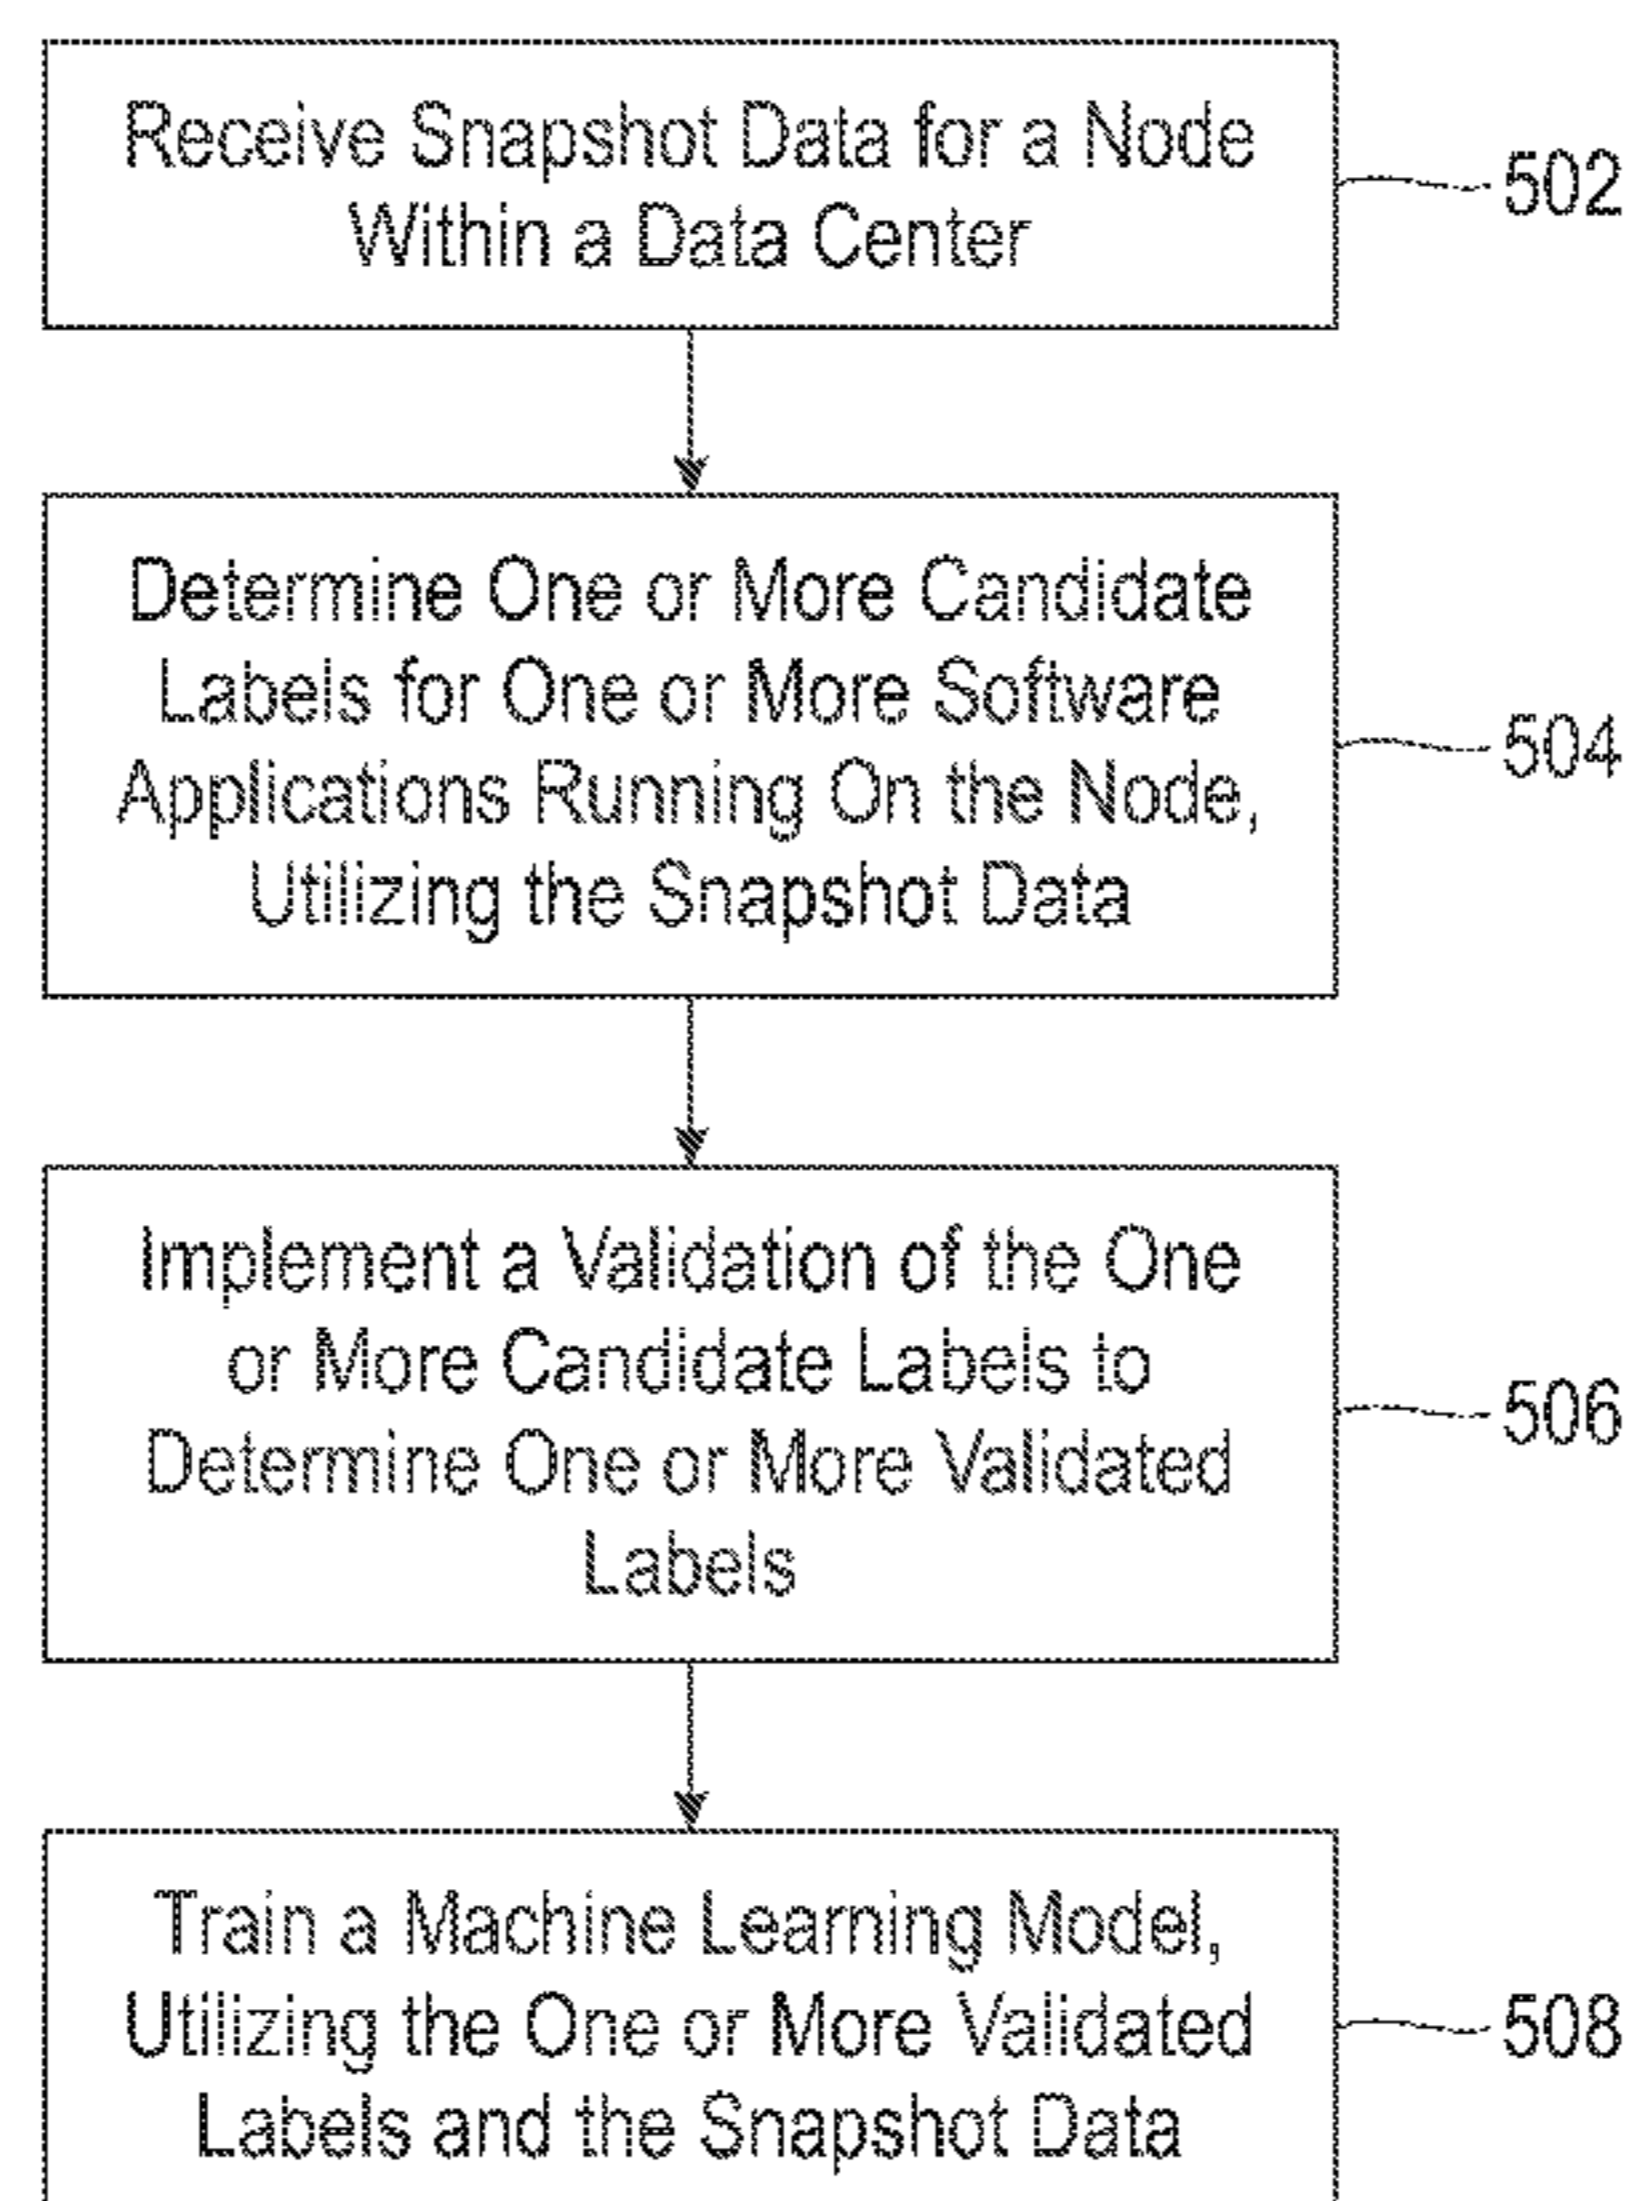 Receive Snapshot Data for a Node
Within a Data Center
502
Determine One or More Candidate
Labels for One or More Software
Applications Running On the Node,
Utilizing the Snapshot Data
504
Implement a Validation of the One
or More Candidate Labels to
Determine One or More Validated
Labels
506
Train a Machine Learning Model,
Utilizing the One or More Validated
Labels and the Snapshot Data
508